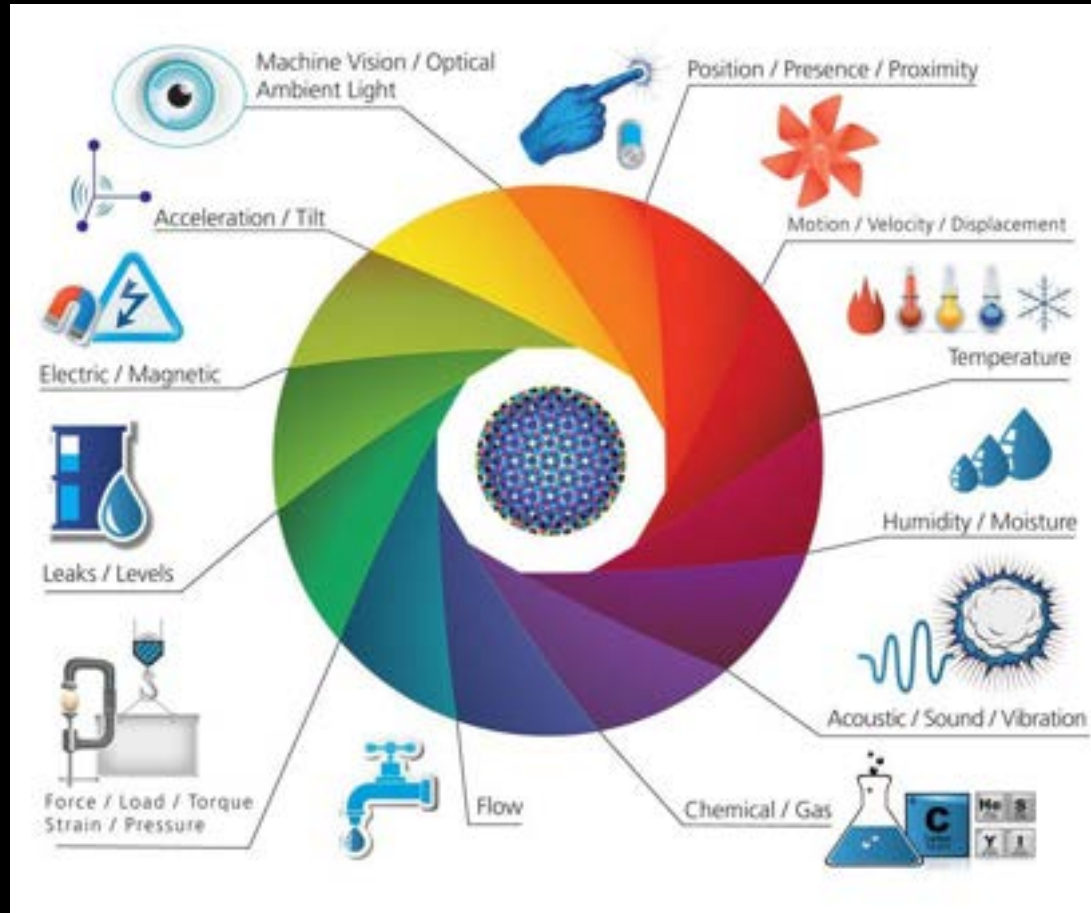 Machine Vision / Optical
Ambient Light
Position / Presence / Proximity
Acceleration / Tilt
Motion / Velocity / Displacement
Electric / Magnetic
Temperature
Leaks / Levels
Humidity / Moisture
Acoustic / Sound / Vibration
Force / Load / Torque
Strain / Pressure
Flow
Chemical / Gas
C
He S
Y I